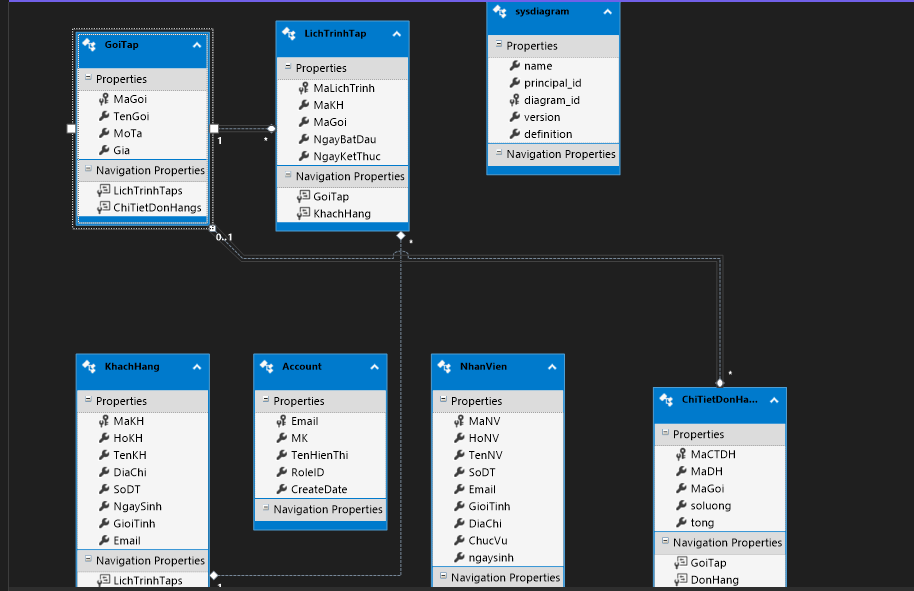 GoiTap
Properties
MaGoi
TenGoi
MoTa
Gia
Navigation Properties
LichTrinhTaps
ChiTietDonHangs
1
*
0..1
LichTrinhTap
Properties
MaLichTrinh
MaKH
MaGoi
NgayBatDau
NgayKetThuc
Navigation Properties
GoiTap
KhachHang
*
sysdiagram
Properties
name
principal_id
diagram_id
version
definition
Navigation Properties
KhachHang
Properties
MaKH
HoKH
TenKH
DiaChi
SoDT
NgaySinh
GioiTinh
Email
Navigation Properties
LichTrinhTaps
Account
Properties
Email
MK
TenHienThi
RoleID
CreateDate
Navigation Properties
NhanVien
Properties
MaNV
HoNV
TenNV
SoDT
Email
GioiTinh
DiaChi
ChucVu
ngaysinh
Navigation Properties
*
ChiTietDonHa...
Properties
MaCTDH
MaDH
MaGoi
soluong
tong
Navigation Properties
GoiTap
DonHang